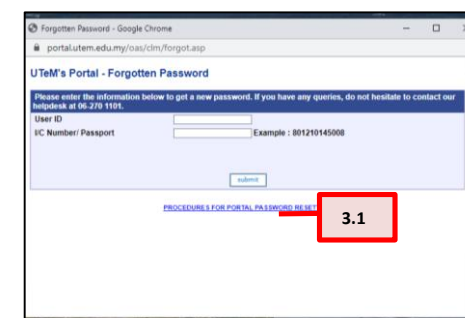 Forgotten Password - Google Chrome
portal.utem.edu.my/oas/clm/forgot.asp
UTeM's Portal - Forgotten Password
Please enter the information below to get a new password. If you have any queries, do not hesitate to contact our
helpdesk at 06-270 1101.
User ID
I/C Number/ Passport Example : 801210145008
submit
PROCEDURES FOR PORTAL PASSWORD RESET
3.1